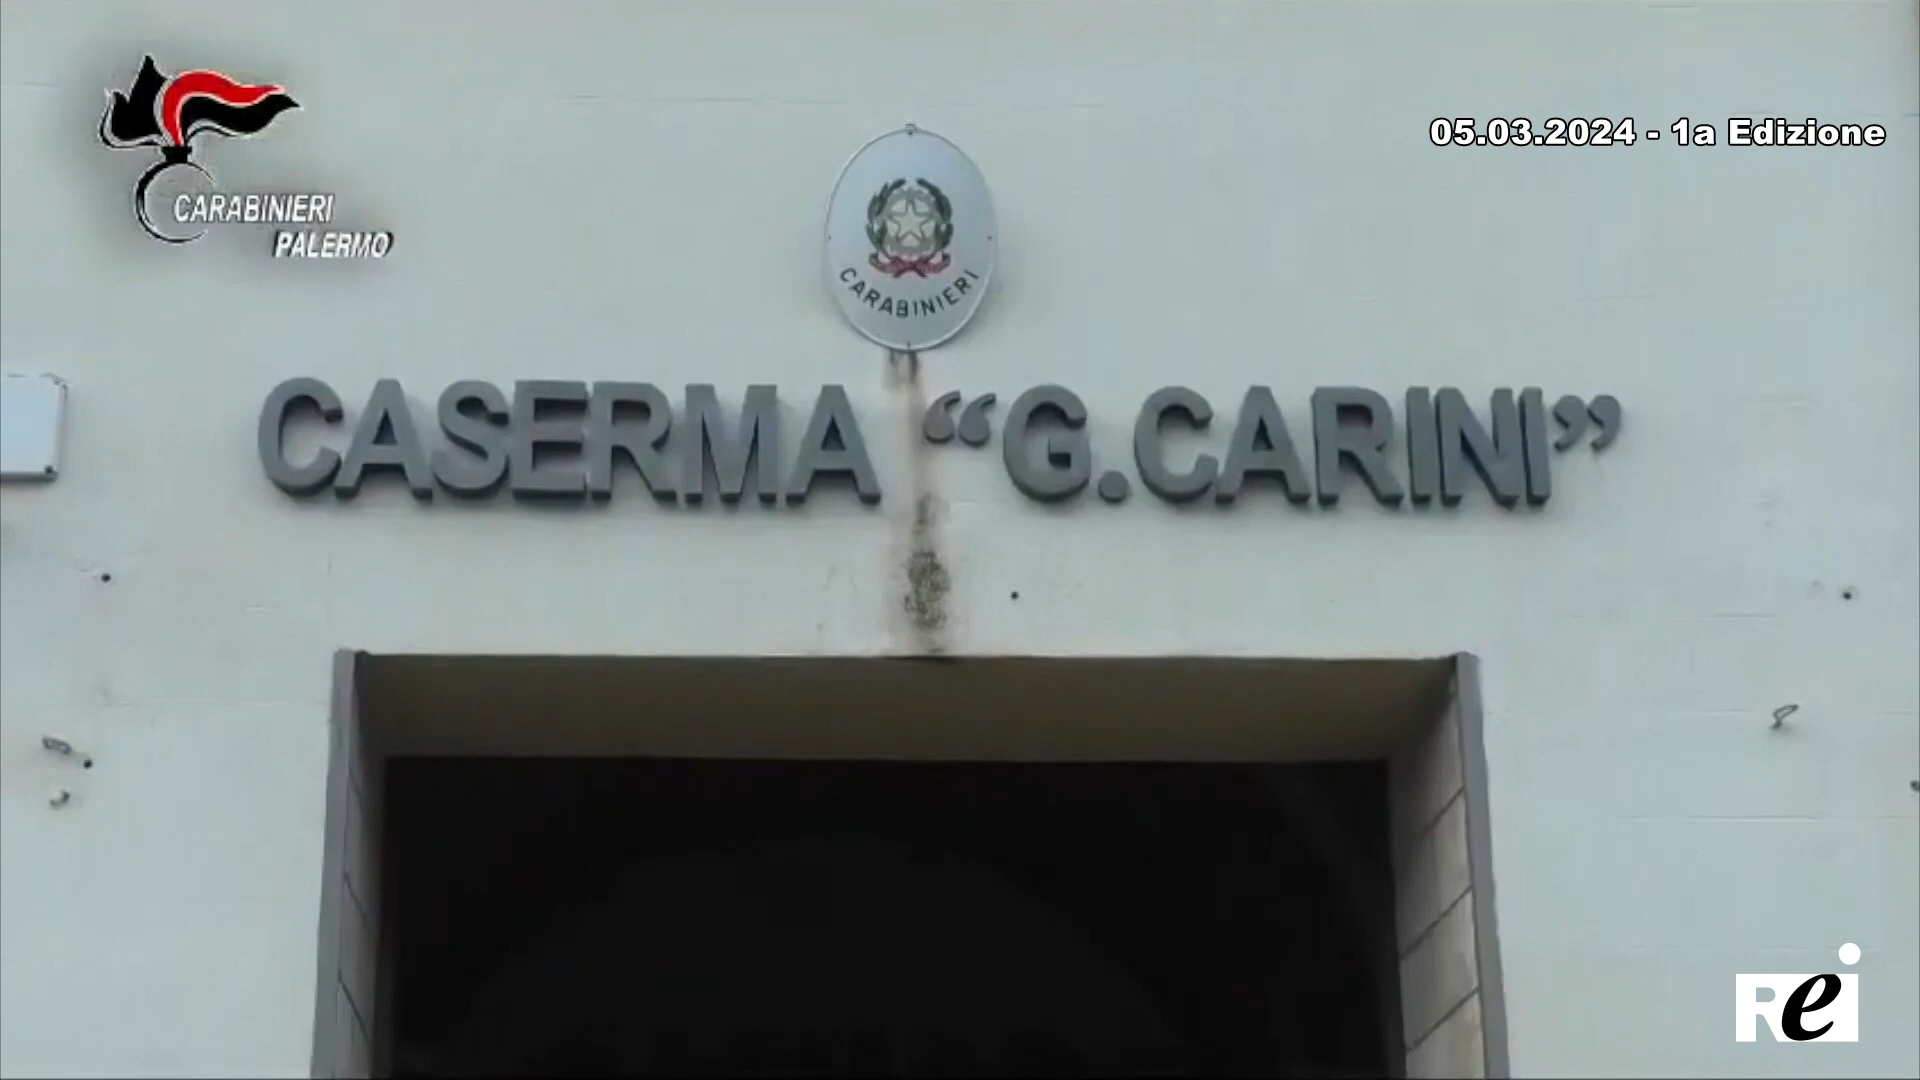 CARABINIERI
PALERMO
05.03.2024 - 1a Edizione
CARABINIERI
CASERMA “G.CARINI”
Rei